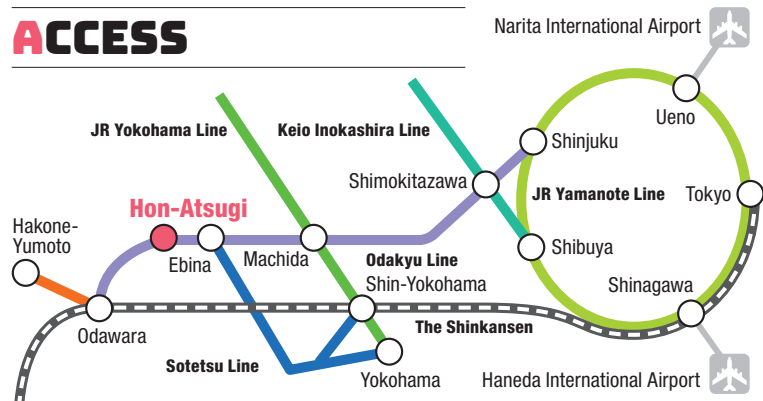 ACCESS
Narita International Airport
JR Yokohama Line
Keio Inokashira Line
Ueno
Shinjuku
Shimokitazawa
JR Yamanote Line
Tokyo
Hon-Atsugi
Hakone-
Yumoto
Ebina
Machida
Odakyu Line
Shibuya
Shin-Yokohama
Shinagawa
Odawara
The Shinkansen
Sotetsu Line
Yokohama
Haneda International Airport